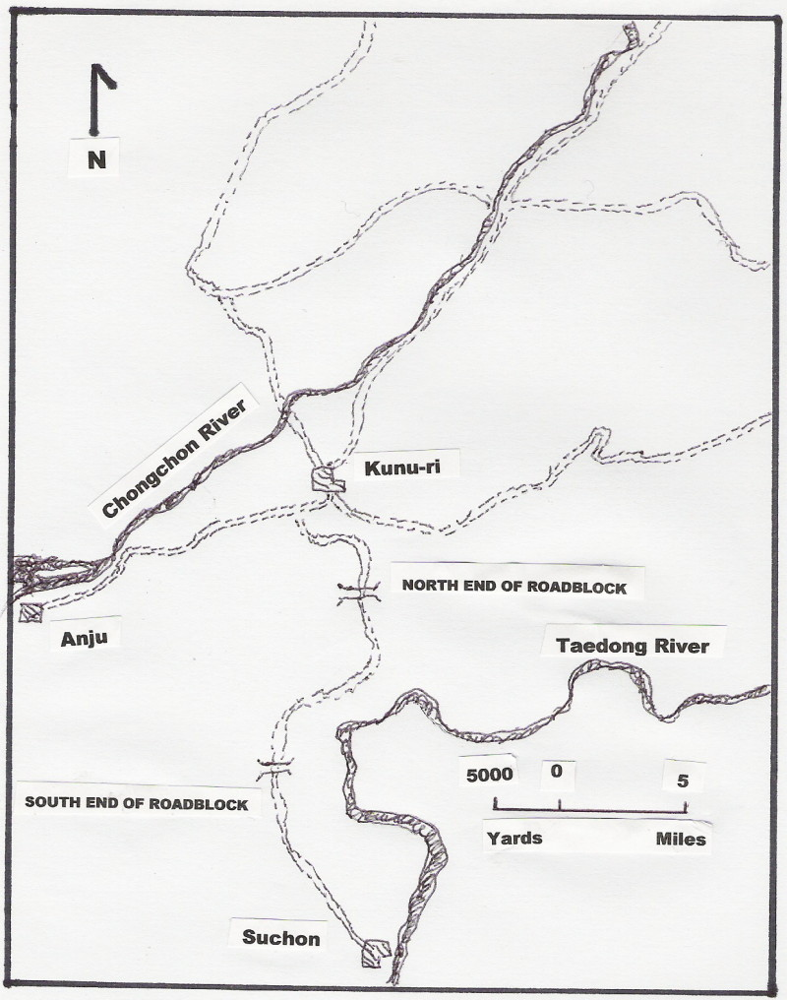 N
Chongchon River
Kunu-ri
NORTH END OF ROADBLOCK
Anju
Taedong River
5000 0 5
Yards Miles
SOUTH END OF ROADBLOCK
Suchon